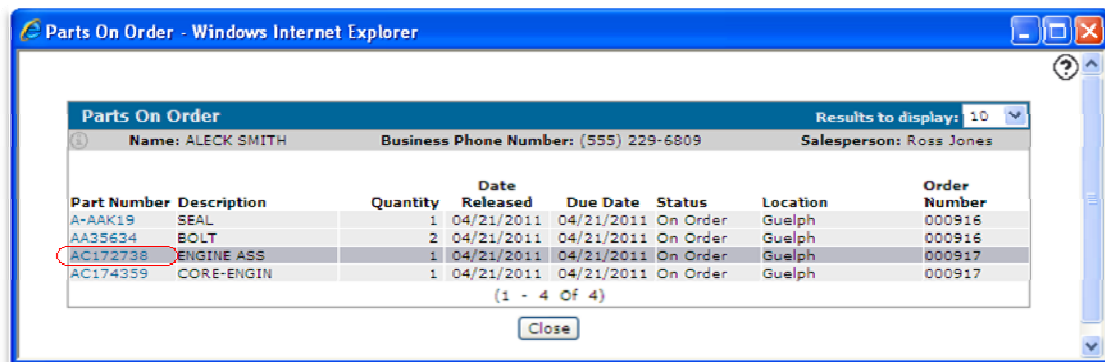 Parts On Order - Windows Internet Explorer
?
Parts On Order Results to display: 10
i Name: ALECK SMITH Business Phone Number: (555) 229-6809 Salesperson: Ross Jones
Part Number Description Quantity Date Released Due Date Status Location Order Number
A-AAK19 SEAL 1 04/21/2011 04/21/2011 On Order Guelph 000916
AA35634 BOLT 2 04/21/2011 04/21/2011 On Order Guelph 000916
AC172738 ENGINE ASS 1 04/21/2011 04/21/2011 On Order Guelph 000917
AC174359 CORE-ENGIN 1 04/21/2011 04/21/2011 On Order Guelph 000917
(1 - 4 Of 4)
Close